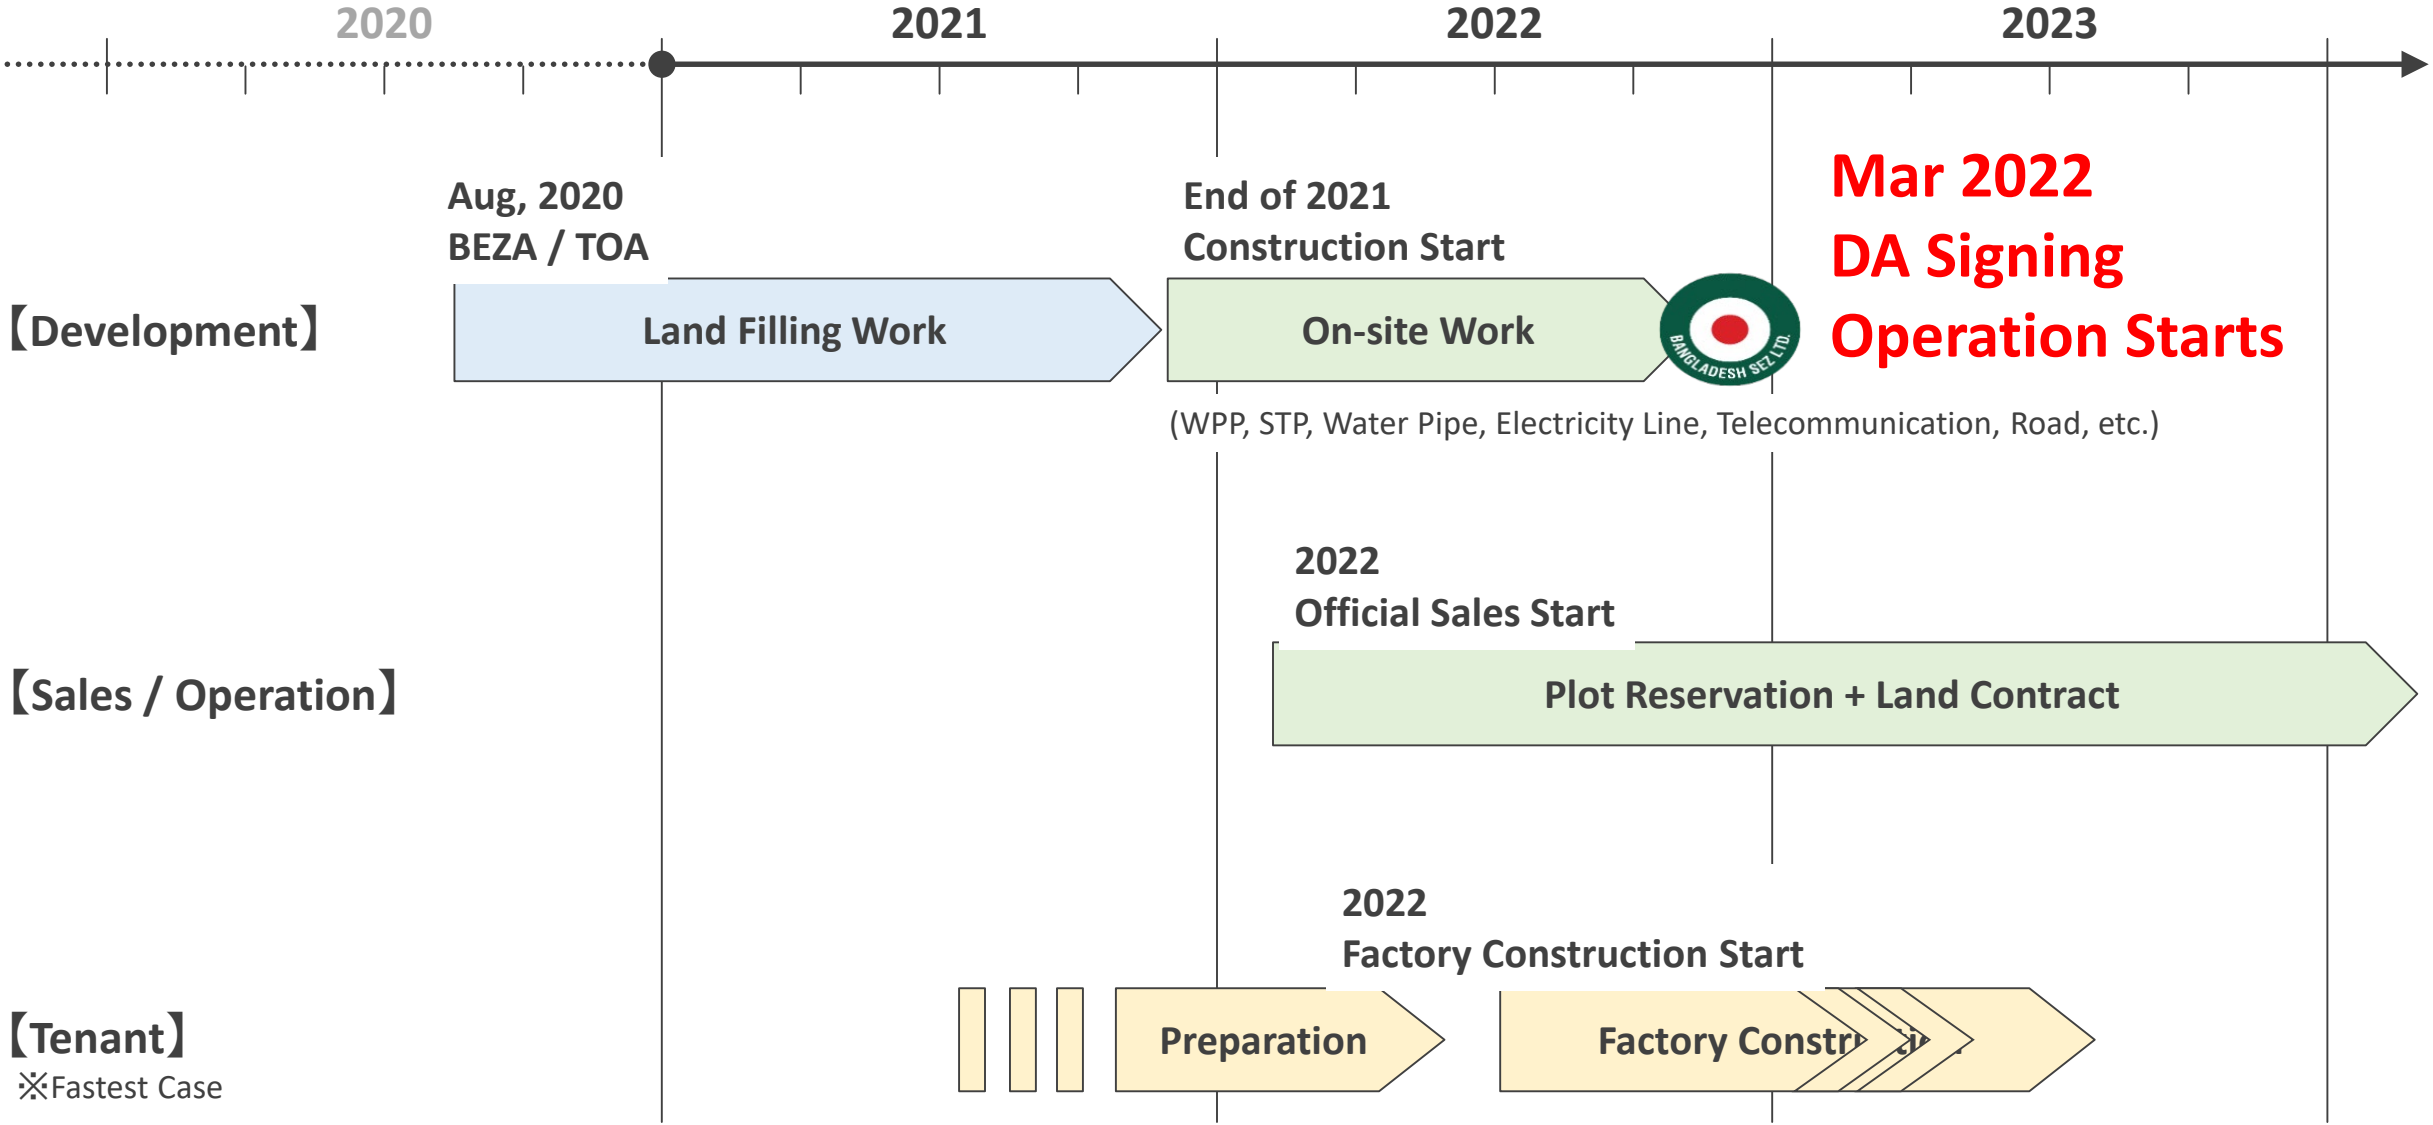 2020 2021 2022 2023
Aug, 2020
BEZA / TOA
End of 2021
Construction Start
Mar 2022
DA Signing
Operation Starts
【Development】
Land Filling Work
On-site Work
BANGLADESH SEZ LTD.
(WPP, STP, Water Pipe, Electricity Line, Telecommunication, Road, etc.)
2022
Official Sales Start
【Sales / Operation】
Plot Reservation + Land Contract
2022
Factory Construction Start
【Tenant】
※Fastest Case
Preparation
Factory Construction